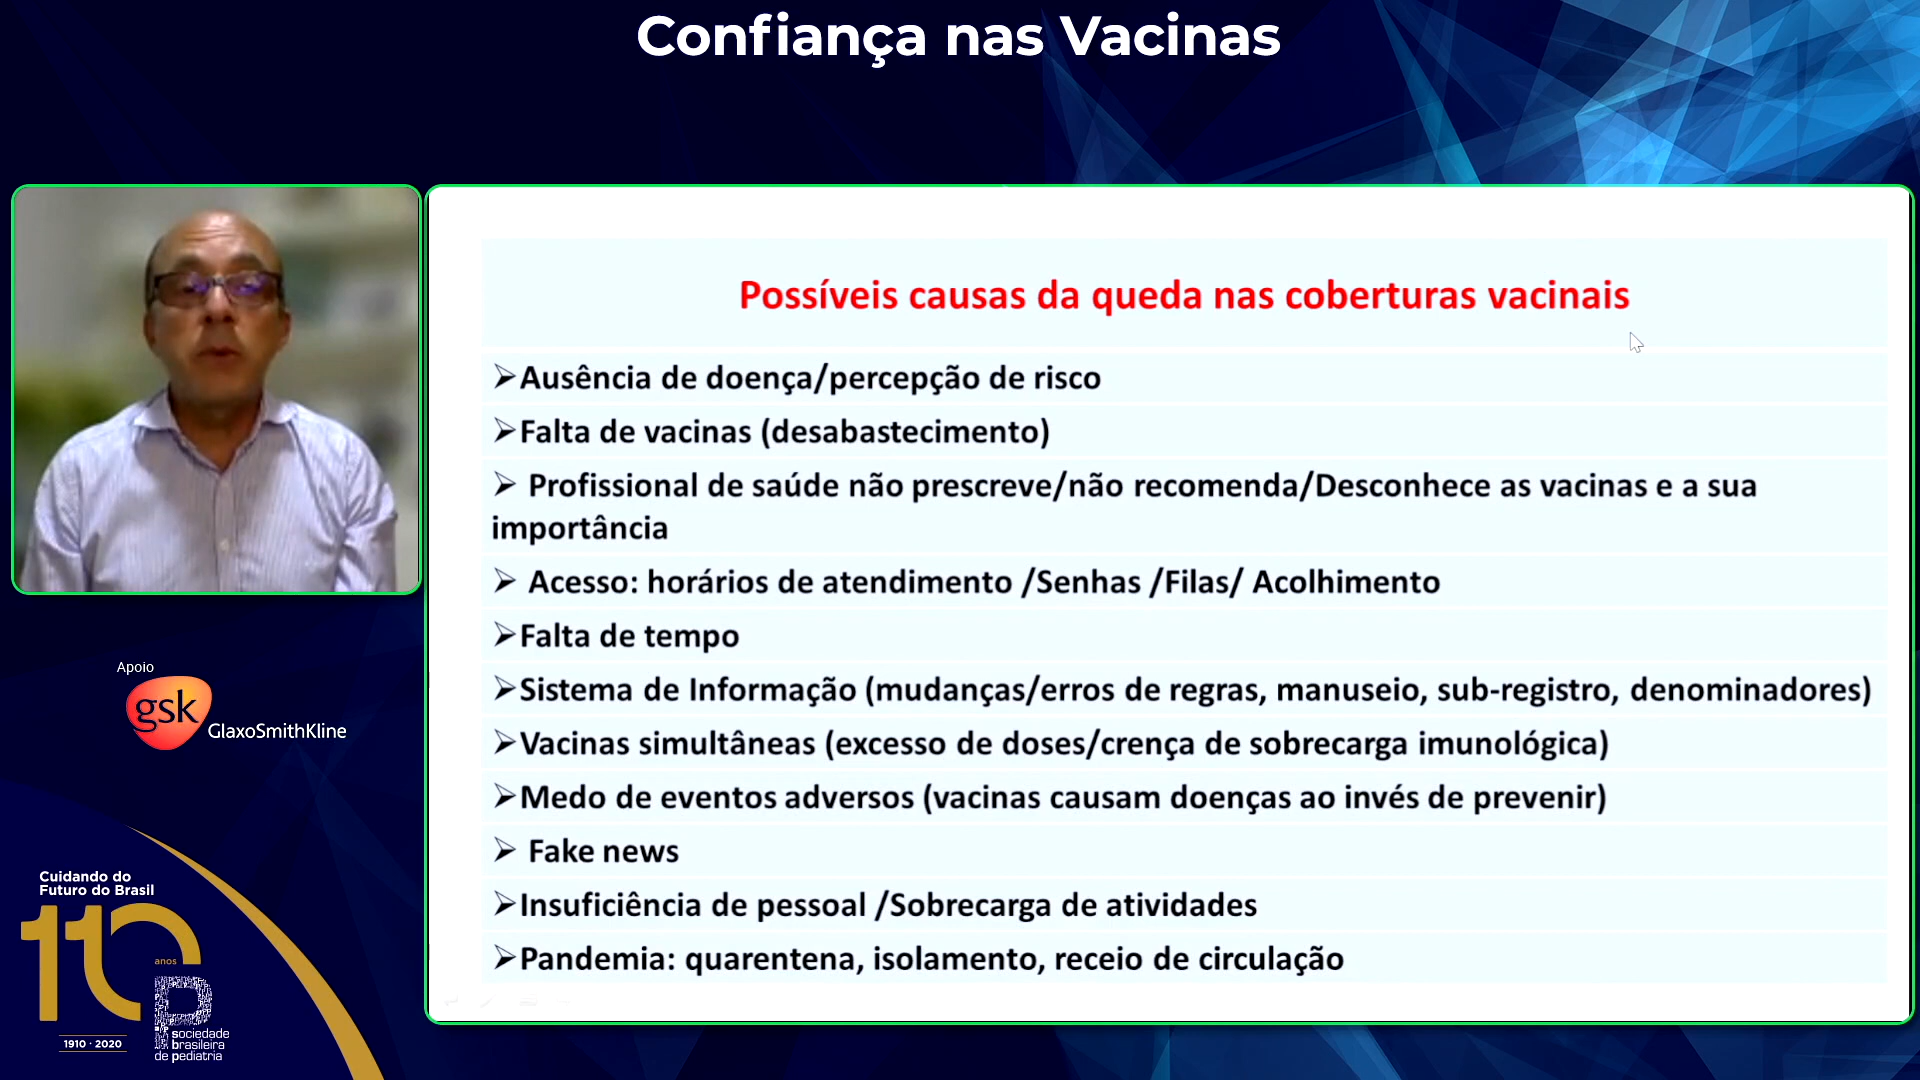 Confiança nas Vacinas
Possíveis causas da queda nas coberturas vacinais
➢Ausência de doença/percepção de risco
➢Falta de vacinas (desabastecimento)
➢ Profissional de saúde não prescreve/não recomenda/Desconhece as vacinas e a sua
importância
➢ Acesso: horários de atendimento /Senhas /Filas/ Acolhimento
➢Falta de tempo
➢Sistema de Informação (mudanças/erros de regras, manuseio, sub-registro, denominadores)
➢Vacinas simultâneas (excesso de doses/crença de sobrecarga imunológica)
➢Medo de eventos adversos (vacinas causam doenças ao invés de prevenir)
➢ Fake news
➢Insuficiência de pessoal /Sobrecarga de atividades
➢Pandemia: quarentena, isolamento, receio de circulação
Apoio
gsk
GlaxoSmithKline
Cuidando do
Futuro do Brasil
110
anos
1910 · 2020
sociedade
brasileira
de pediatria